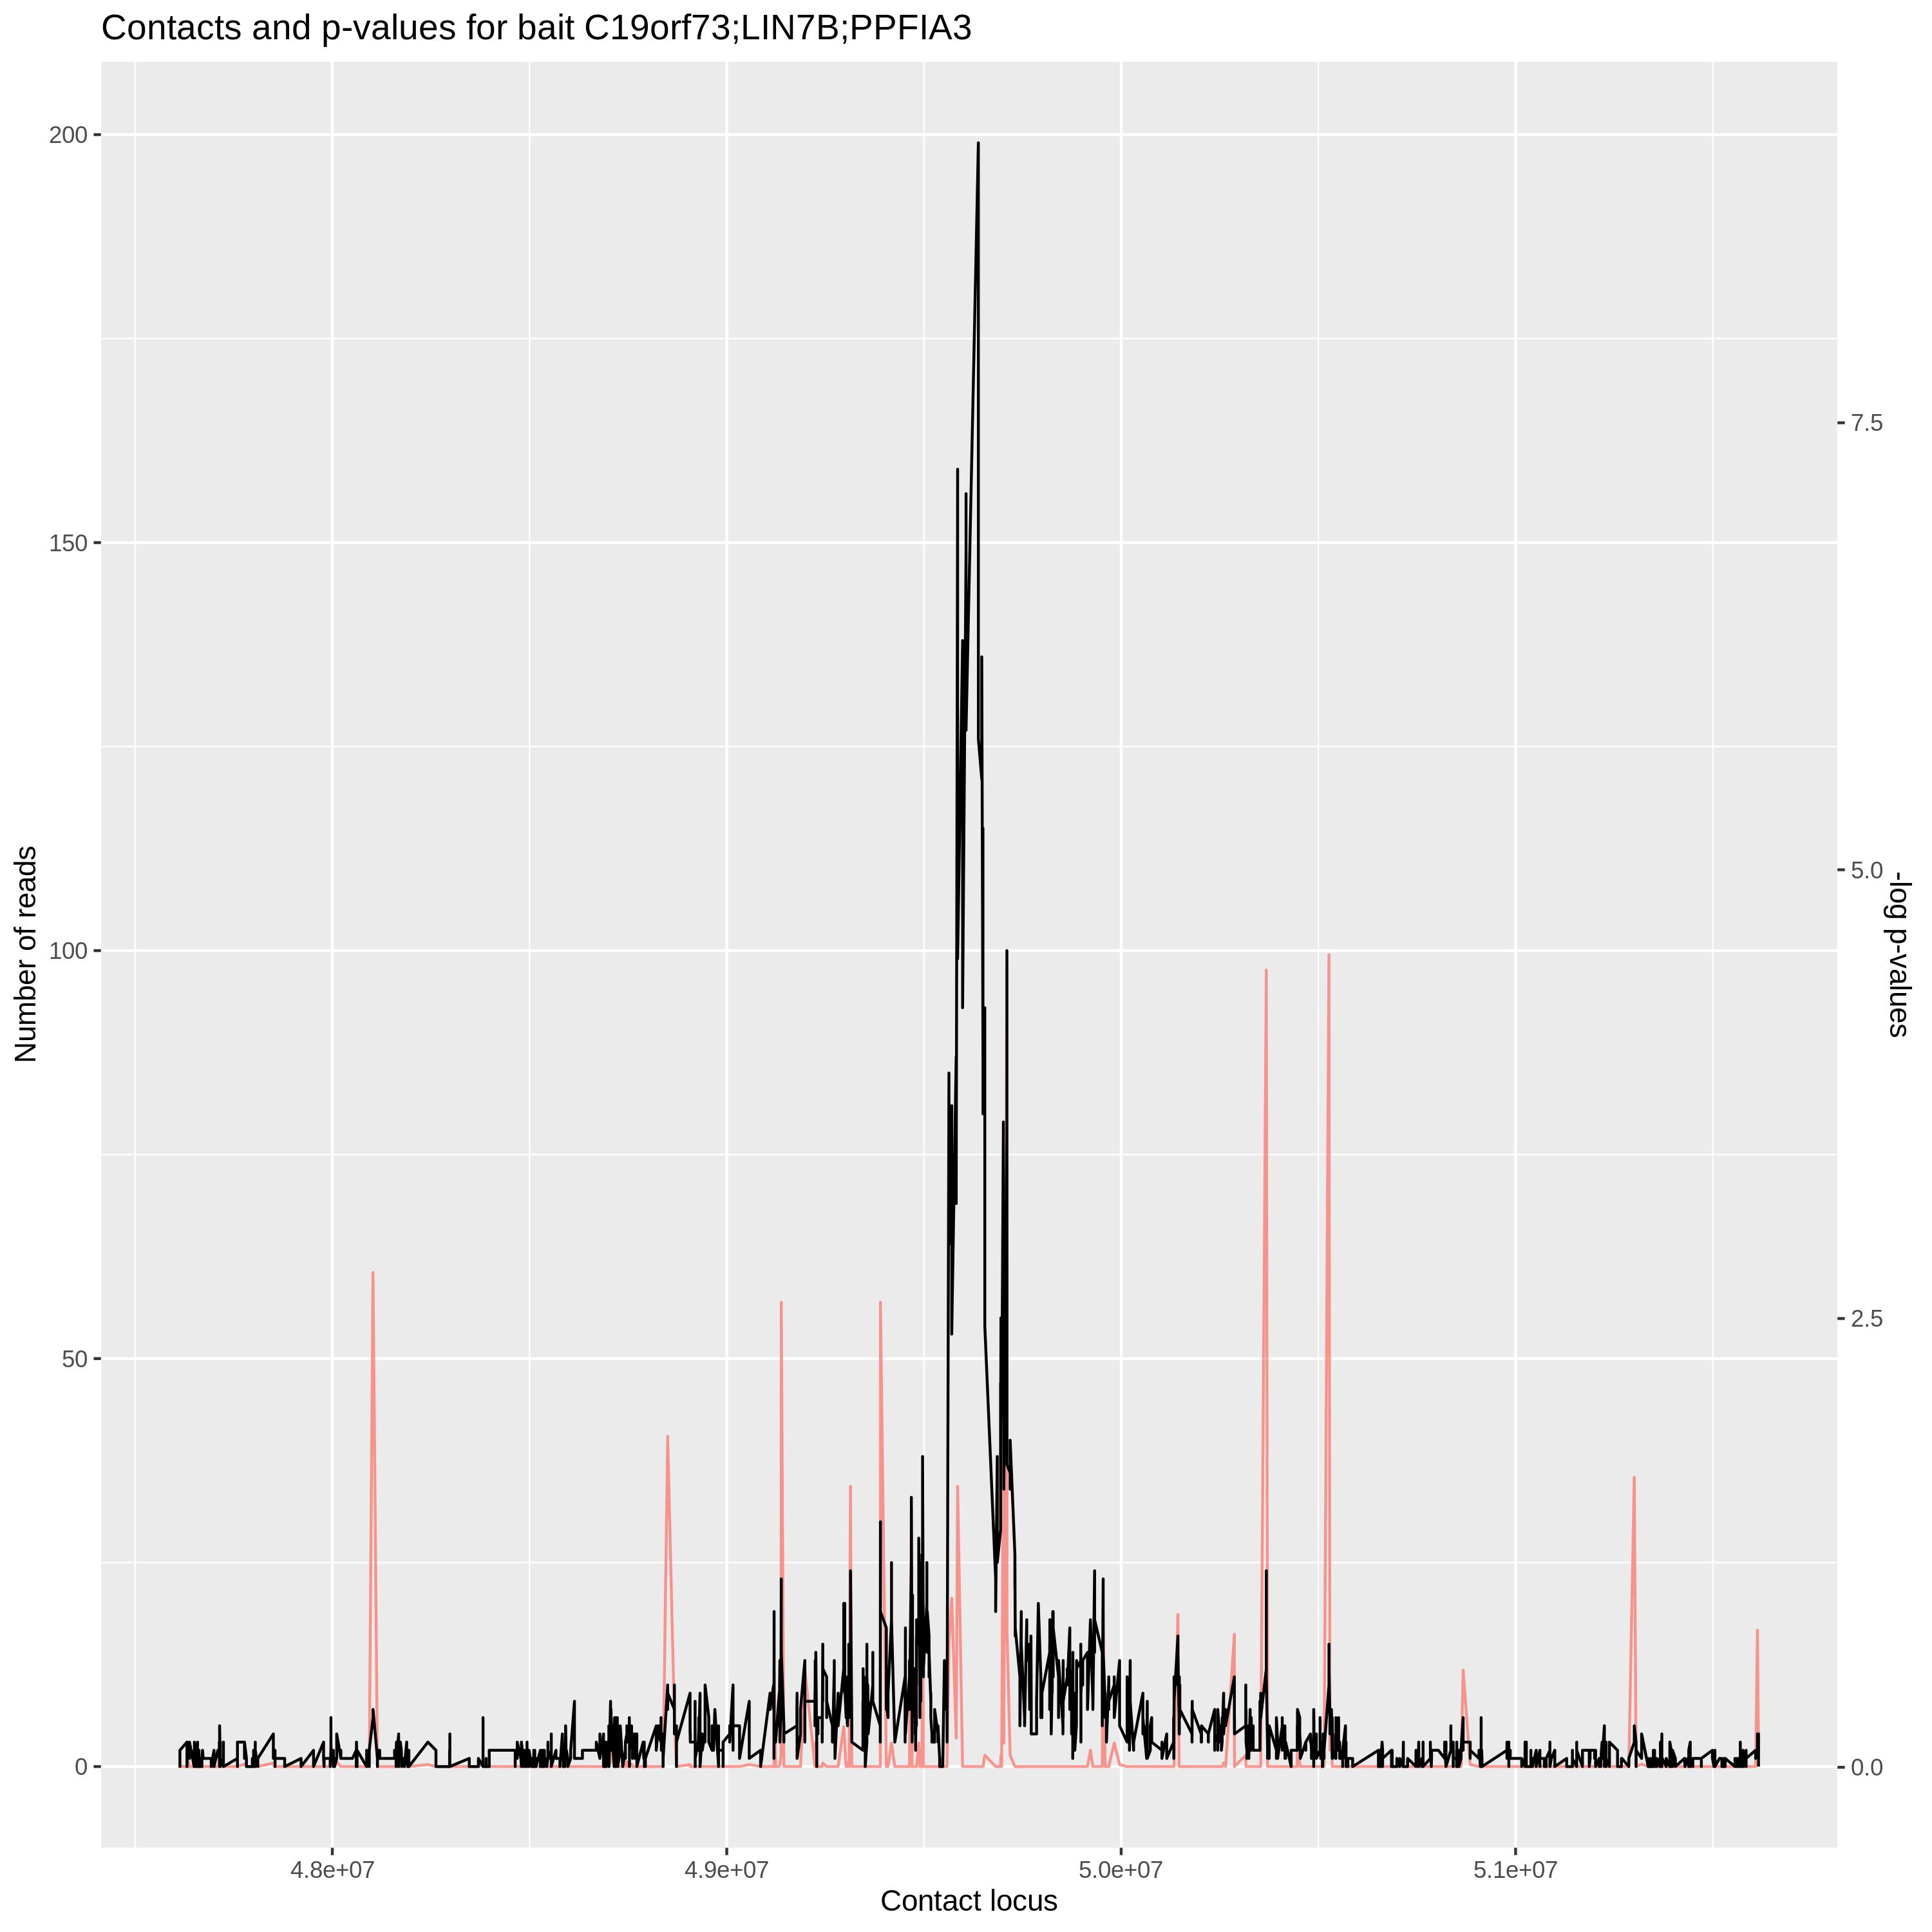 Contacts and p-values for bait C19orf73;LIN7B;PPFIA3
200
150
100
50
0
Number of reads
7.5
5.0
2.5
0.0
-log p-values
4.8e+07
4.9e+07
5.0e+07
5.1e+07
Contact locus